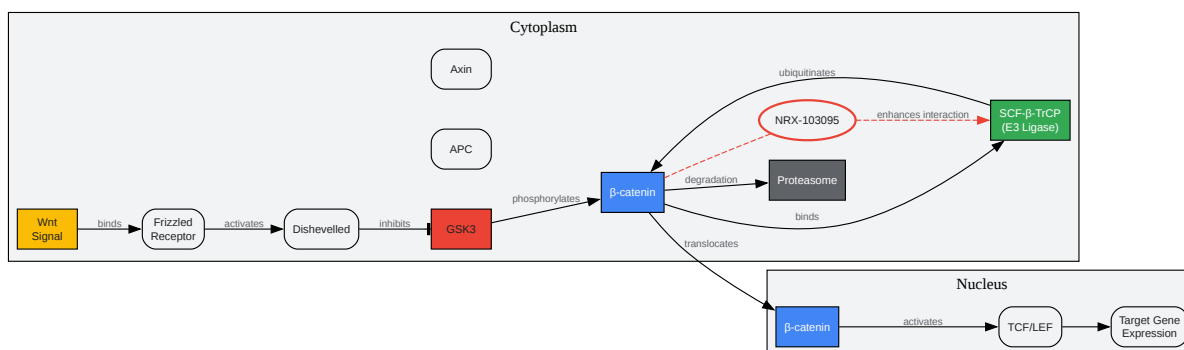 Cytoplasm
Axin
ubiquitinates
NRX-103095
enhances interaction
SCF-β-TrCP
(E3 Ligase)
APC
phosphorylates
β-catenin
degradation
Proteasome
binds
Wnt
Signal
binds
Frizzled
Receptor
activates
Dishevelled
inhibits
GSK3
translocates
Nucleus
β-catenin
activates
TCF/LEF
Target Gene
Expression